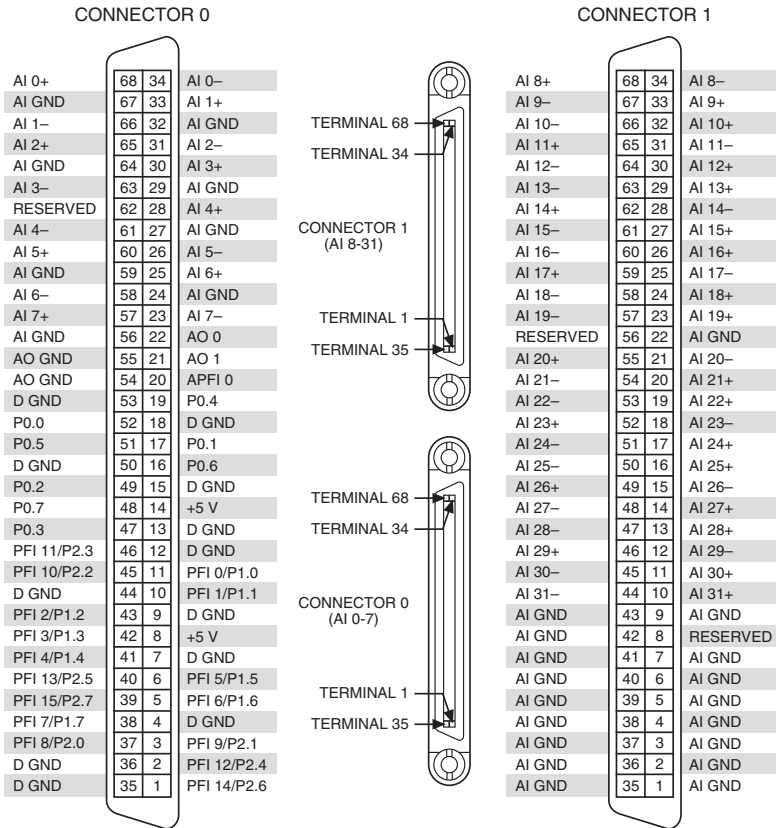 CONNECTOR 0
AI 0+ 68 34 AI 0–
AI GND 67 33 AI 1+
AI 1– 66 32 AI GND
AI 2+ 65 31 AI 2–
AI GND 64 30 AI 3+
AI 3– 63 29 AI GND
RESERVED 62 28 AI 4+
AI 4– 61 27 AI GND
AI 5+ 60 26 AI 5–
AI GND 59 25 AI 6+
AI 6– 58 24 AI GND
AI 7+ 57 23 AI 7–
AI GND 56 22 AO 0
AO GND 55 21 AO 1
AO GND 54 20 APFI 0
D GND 53 19 P0.4
P0.0 52 18 D GND
P0.5 51 17 P0.1
D GND 50 16 P0.6
P0.2 49 15 D GND
P0.7 48 14 +5 V
P0.3 47 13 D GND
PFI 11/P2.3 46 12 D GND
PFI 10/P2.2 45 11 PFI 0/P1.0
D GND 44 10 PFI 1/P1.1
PFI 2/P1.2 43 9 D GND
PFI 3/P1.3 42 8 +5 V
PFI 4/P1.4 41 7 D GND
PFI 13/P2.5 40 6 PFI 5/P1.5
PFI 15/P2.7 39 5 PFI 6/P1.6
PFI 7/P1.7 38 4 D GND
PFI 8/P2.0 37 3 PFI 9/P2.1
D GND 36 2 PFI 12/P2.4
D GND 35 1 PFI 14/P2.6
TERMINAL 68
TERMINAL 34
CONNECTOR 1
(AI 8-31)
TERMINAL 1
TERMINAL 35
TERMINAL 68
TERMINAL 34
CONNECTOR 0
(AI 0-7)
TERMINAL 1
TERMINAL 35
CONNECTOR 1
AI 8+ 68 34 AI 8–
AI 9– 67 33 AI 9+
AI 10– 66 32 AI 10+
AI 11+ 65 31 AI 11–
AI 12– 64 30 AI 12+
AI 13– 63 29 AI 13+
AI 14+ 62 28 AI 14–
AI 15– 61 27 AI 15+
AI 16– 60 26 AI 16+
AI 17+ 59 25 AI 17–
AI 18– 58 24 AI 18+
AI 19– 57 23 AI 19+
RESERVED 56 22 AI GND
AI 20+ 55 21 AI 20–
AI 21– 54 20 AI 21+
AI 22– 53 19 AI 22+
AI 23+ 52 18 AI 23–
AI 24– 51 17 AI 24+
AI 25– 50 16 AI 25+
AI 26+ 49 15 AI 26–
AI 27– 48 14 AI 27+
AI 28– 47 13 AI 28+
AI 29+ 46 12 AI 29–
AI 30– 45 11 AI 30+
AI 31– 44 10 AI 31+
AI GND 43 9 AI GND
AI GND 42 8 RESERVED
AI GND 41 7 AI GND
AI GND 40 6 AI GND
AI GND 39 5 AI GND
AI GND 38 4 AI GND
AI GND 37 3 AI GND
AI GND 36 2 AI GND
AI GND 35 1 AI GND